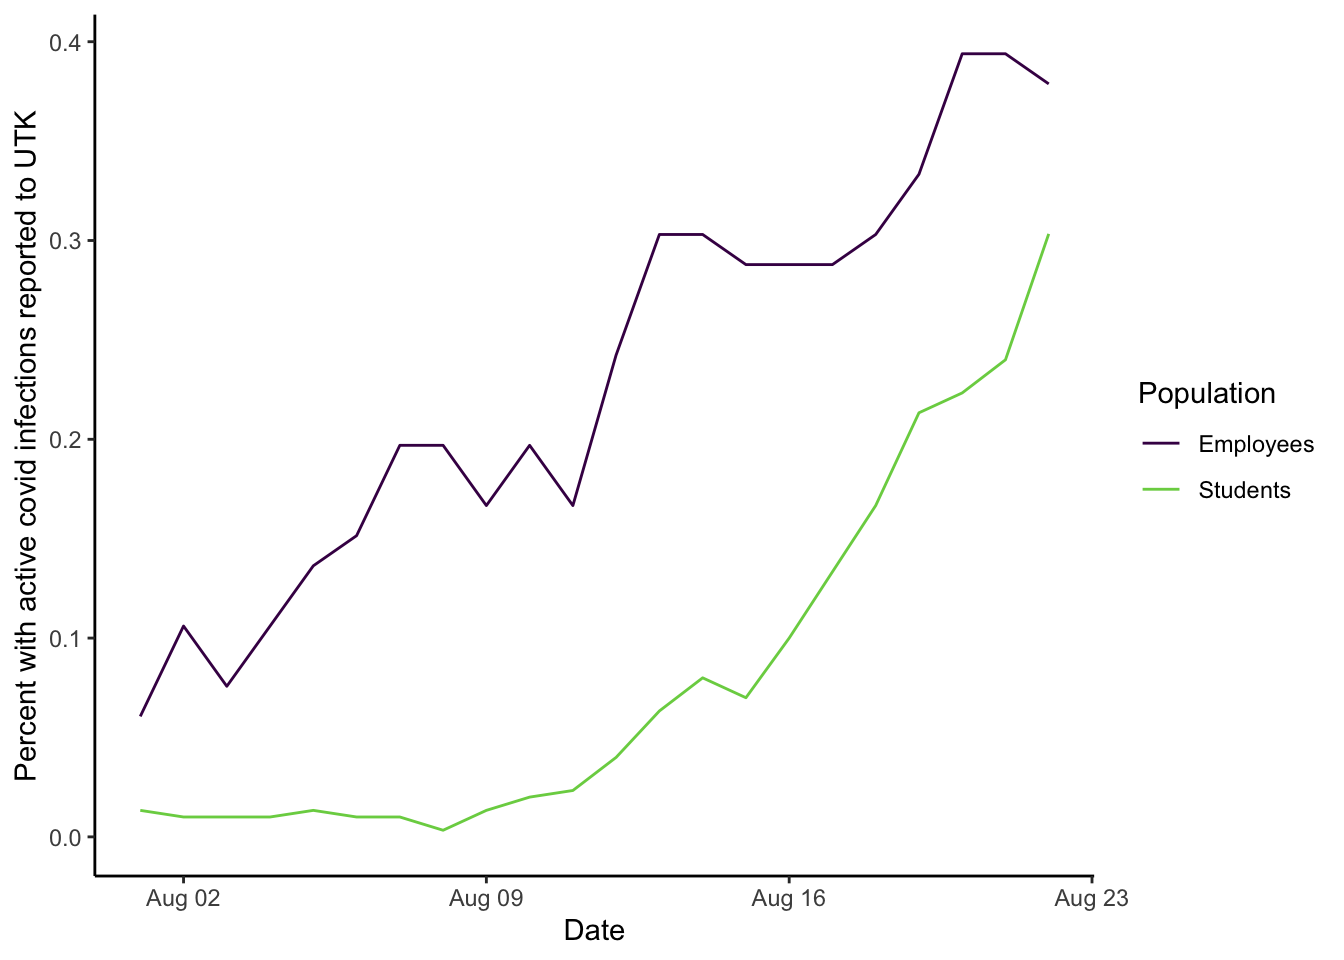 Percent with active covid infections reported to UTK
0.4
0.3
0.2
0.1
0.0
Aug 02
Aug 09
Aug 16
Aug 23
Date
Population
Employees
Students